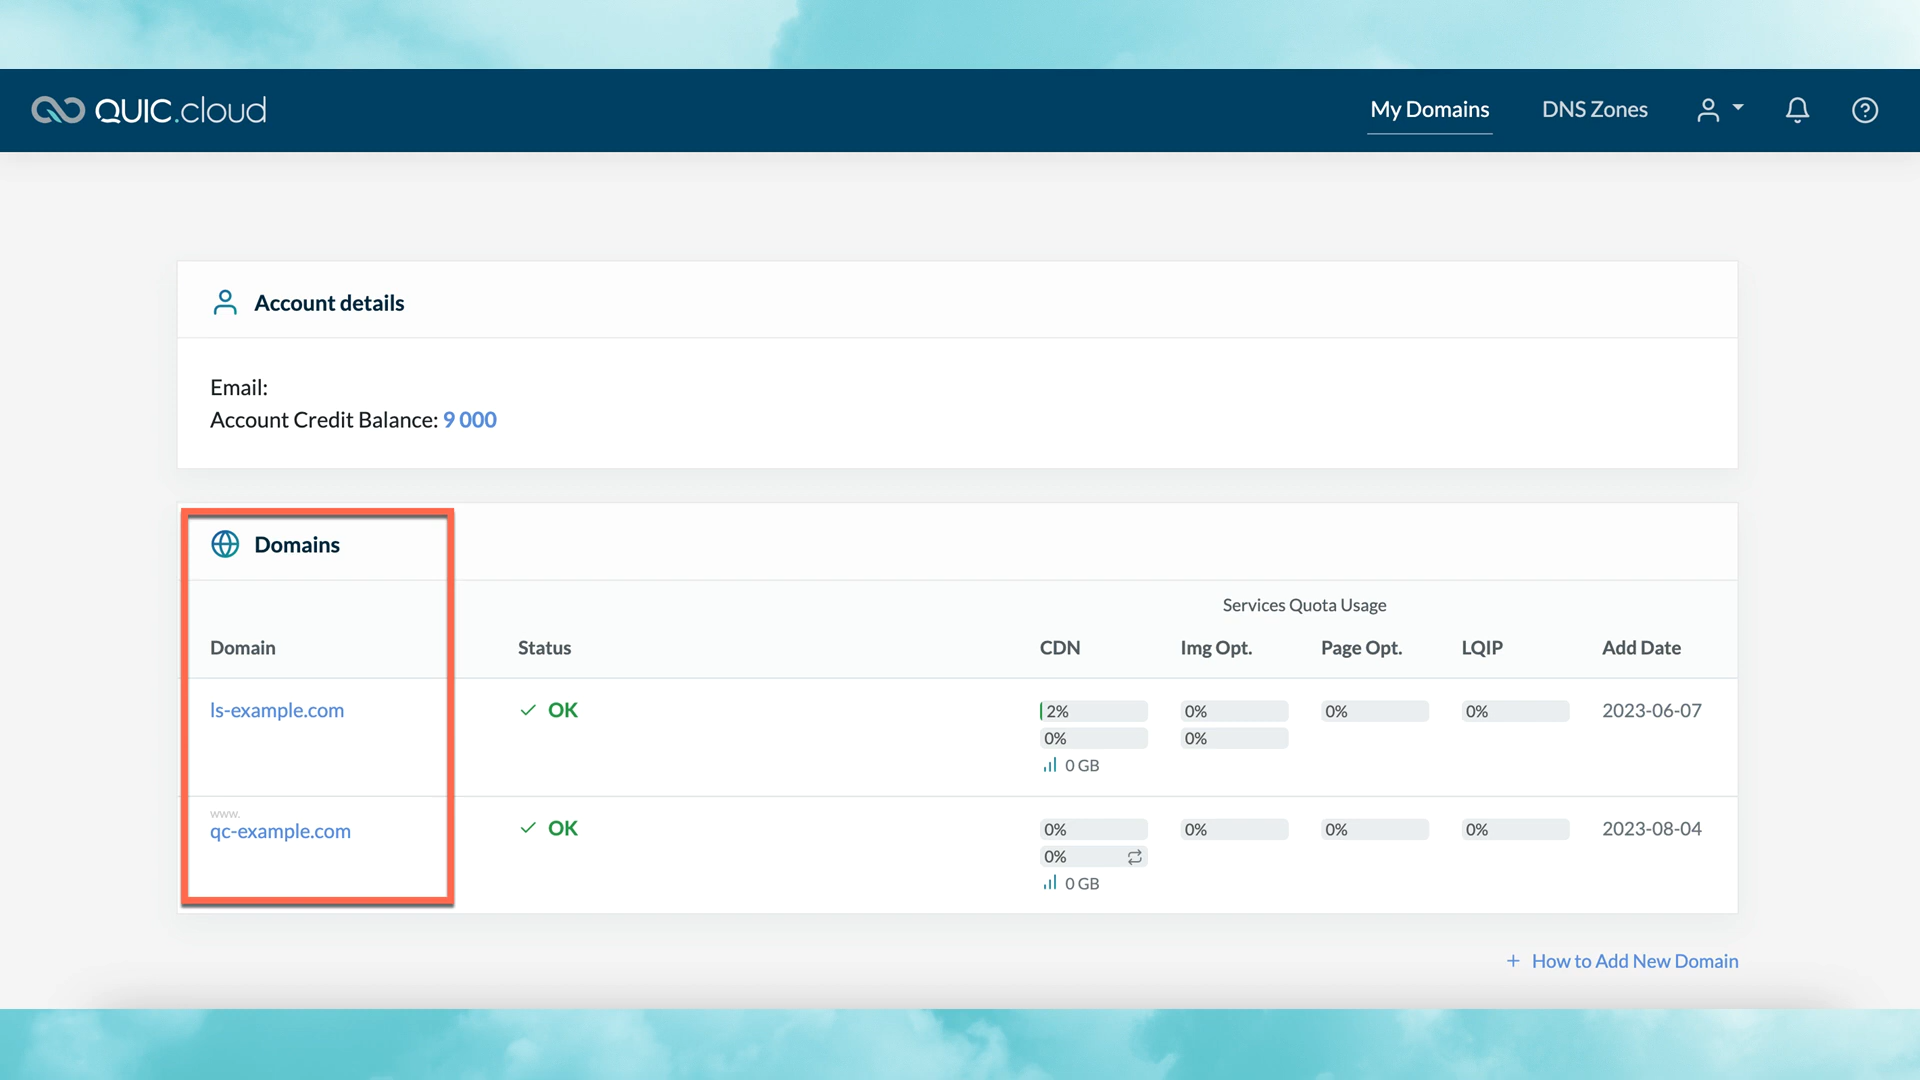 QUIC.cloud My Domains DNS Zones
Account details
Email:
Account Credit Balance: 9 000
Domains
Services Quota Usage
Domain Status CDN Img Opt. Page Opt. LQIP Add Date
ls-example.com OK 2% 0% 0% 0% 2023-06-07
0% 0%
0 GB
www.
qc-example.com OK 0% 0% 0% 0% 2023-08-04
0%
0 GB
+ How to Add New Domain